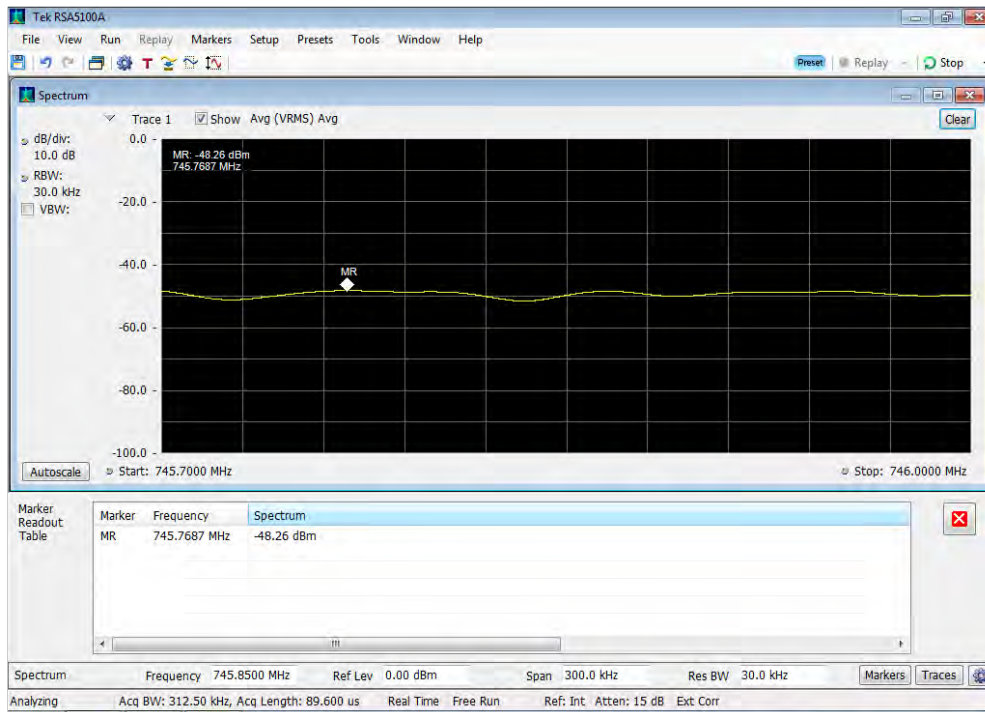 Tek RSA5100A
File View Run Replay Markers Setup Presets Tools Window Help
T
Preset Replay Stop
Spectrum
Trace 1 Show Avg (VRMS) Avg Clear
dB/div:
10.0 dB
RBW:
30.0 kHz
VBW:
0.0
MR: -48.26 dBm
745.7687 MHz
-20.0
-40.0
MR
-60.0
-80.0
-100.0
Autoscale Start: 745.7000 MHz Stop: 746.0000 MHz
Marker
Readout
Table
Marker Frequency Spectrum
MR 745.7687 MHz -48.26 dBm
Spectrum Frequency 745.8500 MHz Ref Lev 0.00 dBm Span 300.0 kHz Res BW 30.0 kHz Markers Traces
Analyzing Acq BW: 312.50 kHz, Acq Length: 89.600 us Real Time Free Run Ref: Int Atten: 15 dB Ext Corr